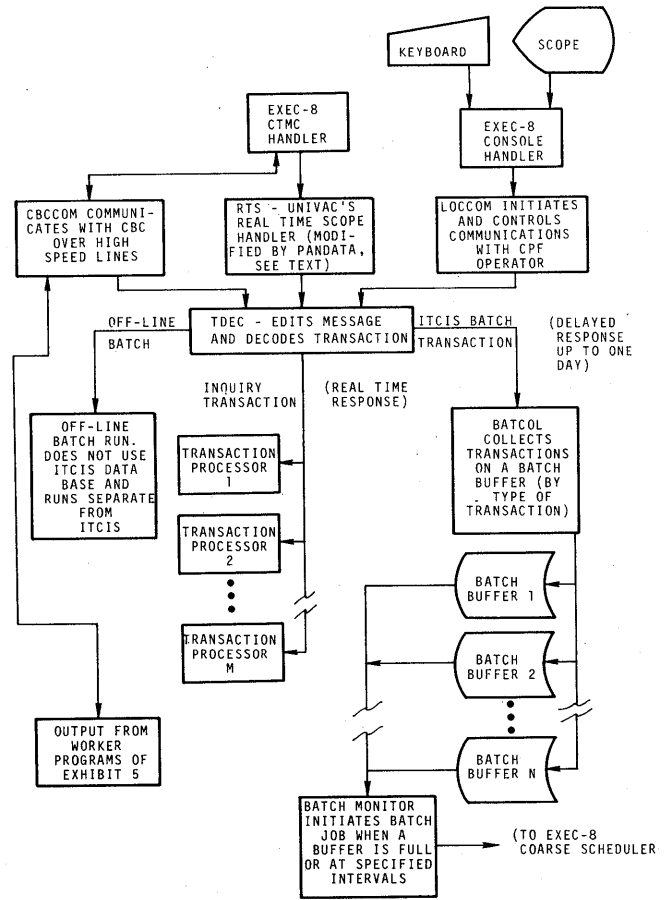 KEYBOARD
SCOPE
EXEC-8
CTMC
HANDLER
EXEC-8
CONSOLE
HANDLER
CBCCOM COMMUNI-
CATES WITH CBC
OVER HIGH
SPEED LINES
RTS - UNIVAC'S
REAL TIME SCOPE
HANDLER (MODI-
FIED BY PANDATA,
SEE TEXT)
LOCCOM INITIATES
AND CONTROLS
COMMUNICATIONS
WITH CPF
OPERATOR
TDEC - EDITS MESSAGE
AND DECODES TRANSACTION
OFF-LINE
BATCH
ITCIS BATCH
TRANSACTION
(DELAYED
RESPONSE
UP TO ONE
DAY)
INQUIRY
TRANSACTION
(REAL TIME
RESPONSE)
OFF-LINE
BATCH RUN.
DOES NOT USE
ITCIS DATA
BASE AND
RUNS SEPARATE
FROM
ITCIS
TRANSACTION
PROCESSOR
1
TRANSACTION
PROCESSOR
2
TRANSACTION
PROCESSOR
M
BATCOL
COLLECTS
TRANSACTIONS
ON A BATCH
BUFFER (BY
TYPE OF
TRANSACTION)
BATCH
BUFFER 1
BATCH
BUFFER 2
BATCH
BUFFER N
OUTPUT FROM
WORKER
PROGRAMS OF
EXHIBIT 5
BATCH MONITOR
INITIATES BATCH
JOB WHEN A
BUFFER IS FULL
OR AT SPECIFIED
INTERVALS
(TO EXEC-8
COARSE SCHEDULER